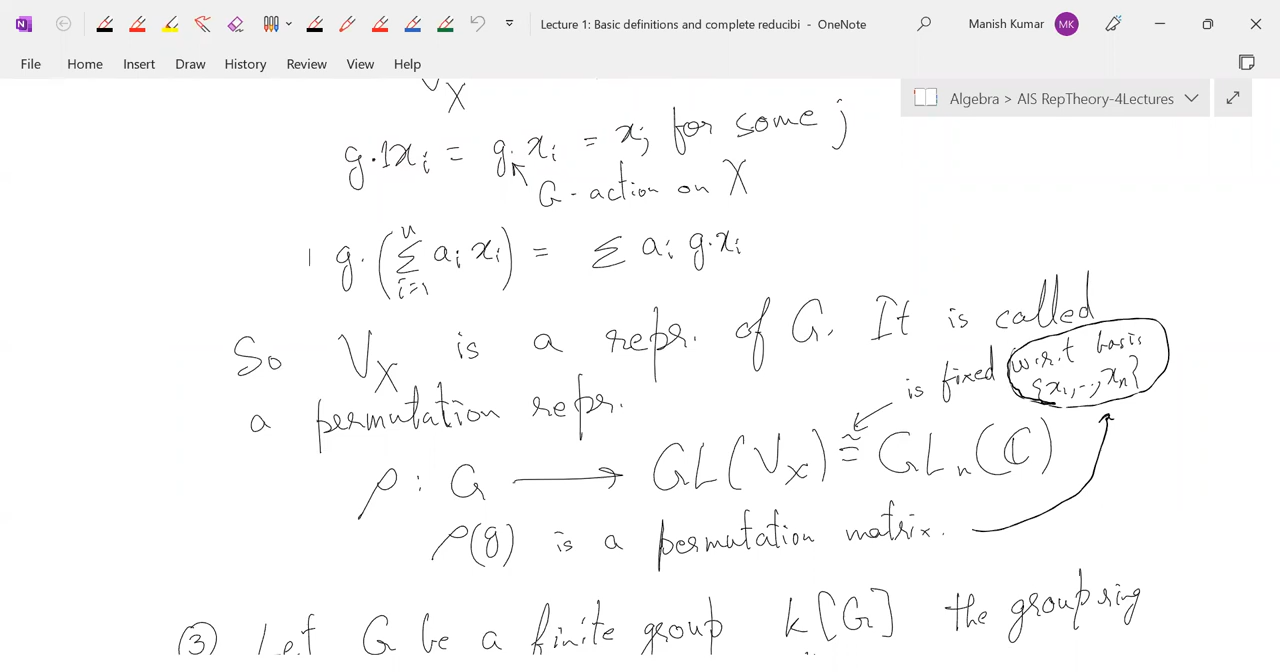 Lecture 1: Basic definitions and complete reducibi - OneNote
Manish Kumar MK
File Home Insert Draw History Review View Help
Algebra > AIS RepTheory-4Lectures
V_X
g.1x_i = g.x_i = x_j for some j
G-action on X
g.(∑_{i=1}^n a_i x_i) = ∑ a_i g.x_i
So V_X is a repr. of G. It is called
a permutation repr.
is fixed w.r.t basis
{x_1,..,x_n}
ρ : G ⟶ GL(V_X) ≅ GL_n(ℂ)
ρ(g) is a permutation matrix.
③ Let G be a finite group k[G] the group ring